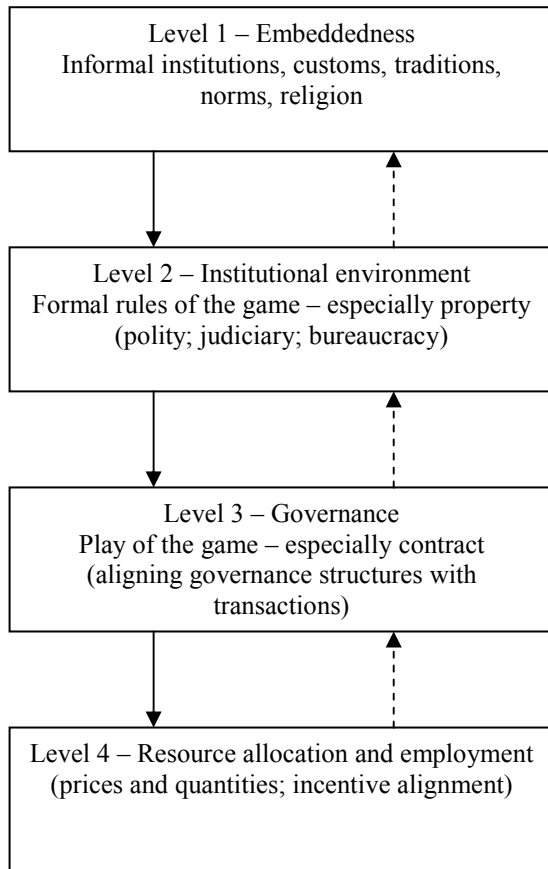 Level 1 – Embeddedness
Informal institutions, customs, traditions,
norms, religion
Level 2 – Institutional environment
Formal rules of the game – especially property
(polity; judiciary; bureaucracy)
Level 3 – Governance
Play of the game – especially contract
(aligning governance structures with
transactions)
Level 4 – Resource allocation and employment
(prices and quantities; incentive alignment)